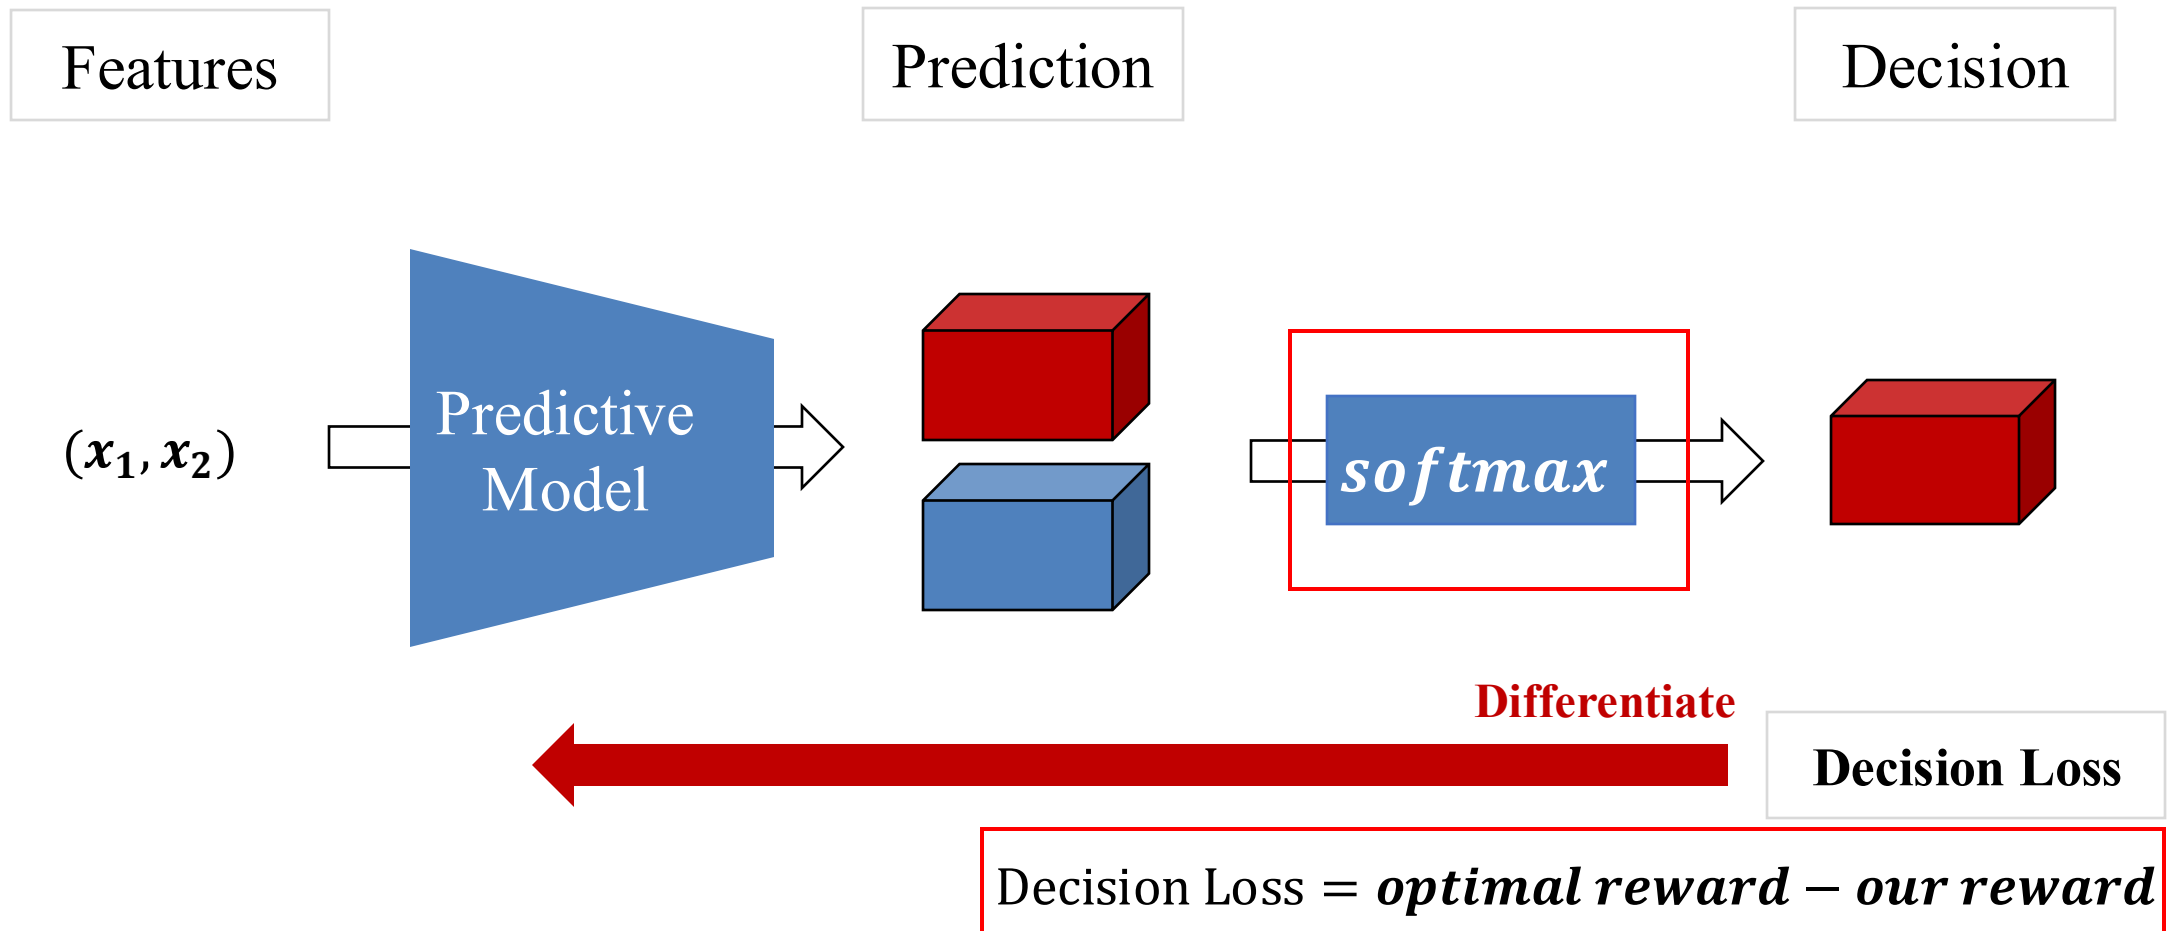 Features
Prediction
Decision
(x₁, x₂)
Predictive
Model
softmax
Differentiate
Decision Loss
Decision Loss = optimal reward − our reward